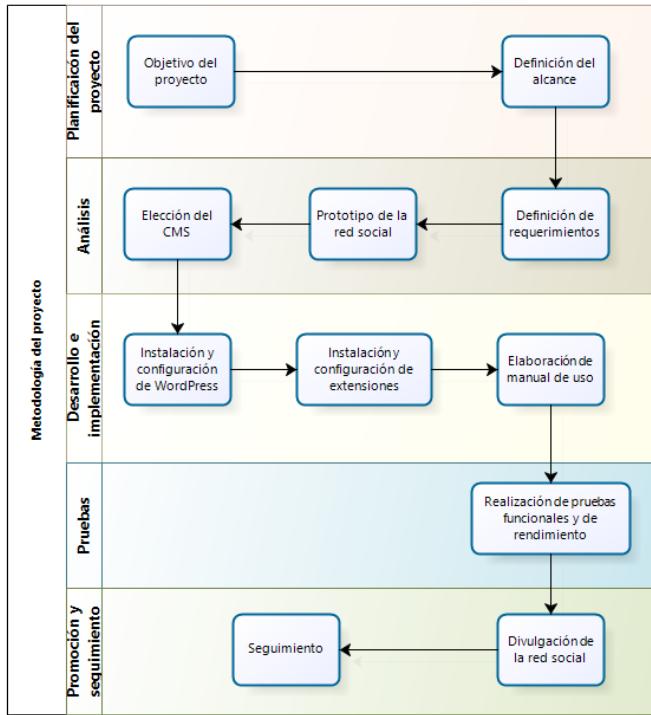 Metodología del proyecto
Planificaicón del
proyecto
Objetivo del
proyecto
Definición del
alcance
Análisis
Elección del
CMS
Prototipo de la
red social
Definición de
requerimientos
Desarrollo e
implementación
Instalación y
configuración
de WordPress
Instalación y
configuración de
extensiones
Elaboración de
manual de uso
Pruebas
Realización de pruebas
funcionales y de
rendimiento
Promoción y
seguimiento
Seguimiento
Divulgación de
la red social